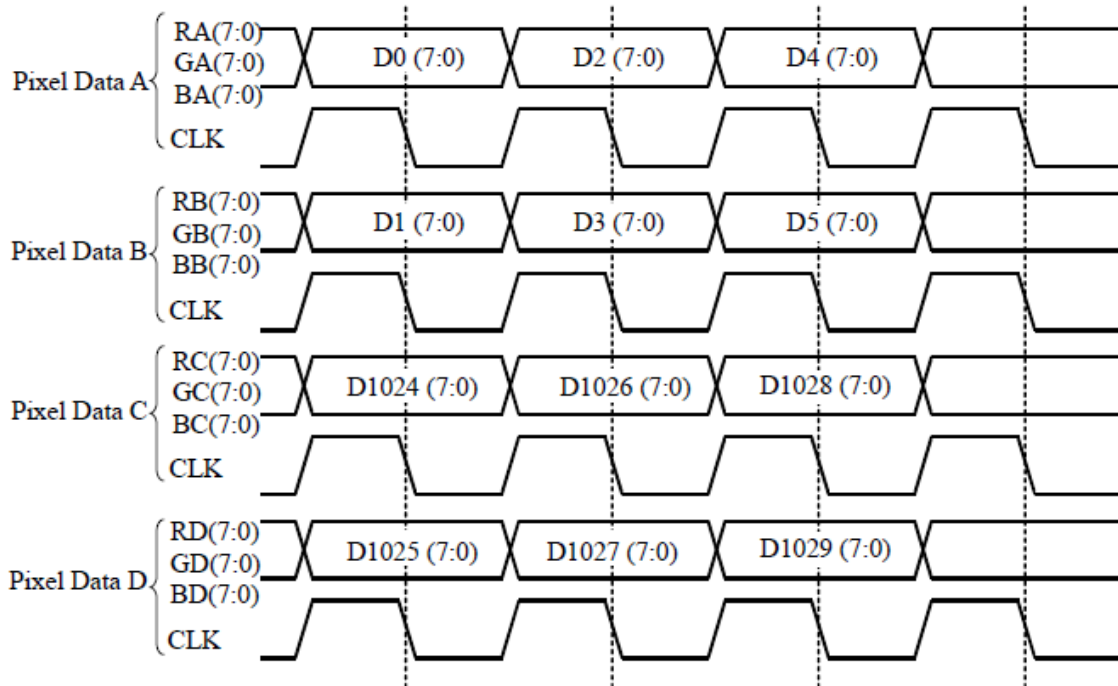 RA(7:0)
GA(7:0)
Pixel Data A
BA(7:0)
CLK
D0 (7:0) D2 (7:0) D4 (7:0)
RB(7:0)
GB(7:0)
Pixel Data B
BB(7:0)
CLK
D1 (7:0) D3 (7:0) D5 (7:0)
RC(7:0)
GC(7:0)
Pixel Data C
BC(7:0)
CLK
D1024 (7:0) D1026 (7:0) D1028 (7:0)
RD(7:0)
GD(7:0)
Pixel Data D
BD(7:0)
CLK
D1025 (7:0) D1027 (7:0) D1029 (7:0)